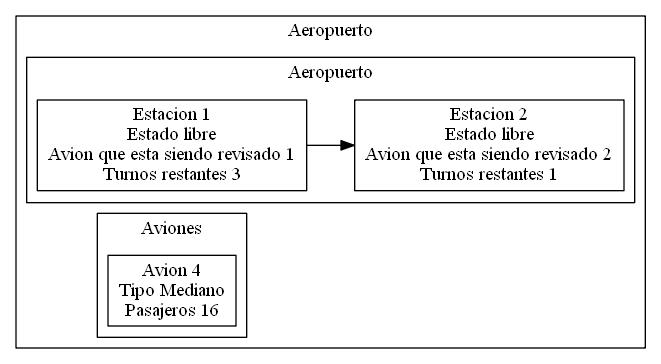 Aeropuerto
Aeropuerto
Estacion 1
Estado libre
Avion que esta siendo revisado 1
Turnos restantes 3
Estacion 2
Estado libre
Avion que esta siendo revisado 2
Turnos restantes 1
Aviones
Avion 4
Tipo Mediano
Pasajeros 16